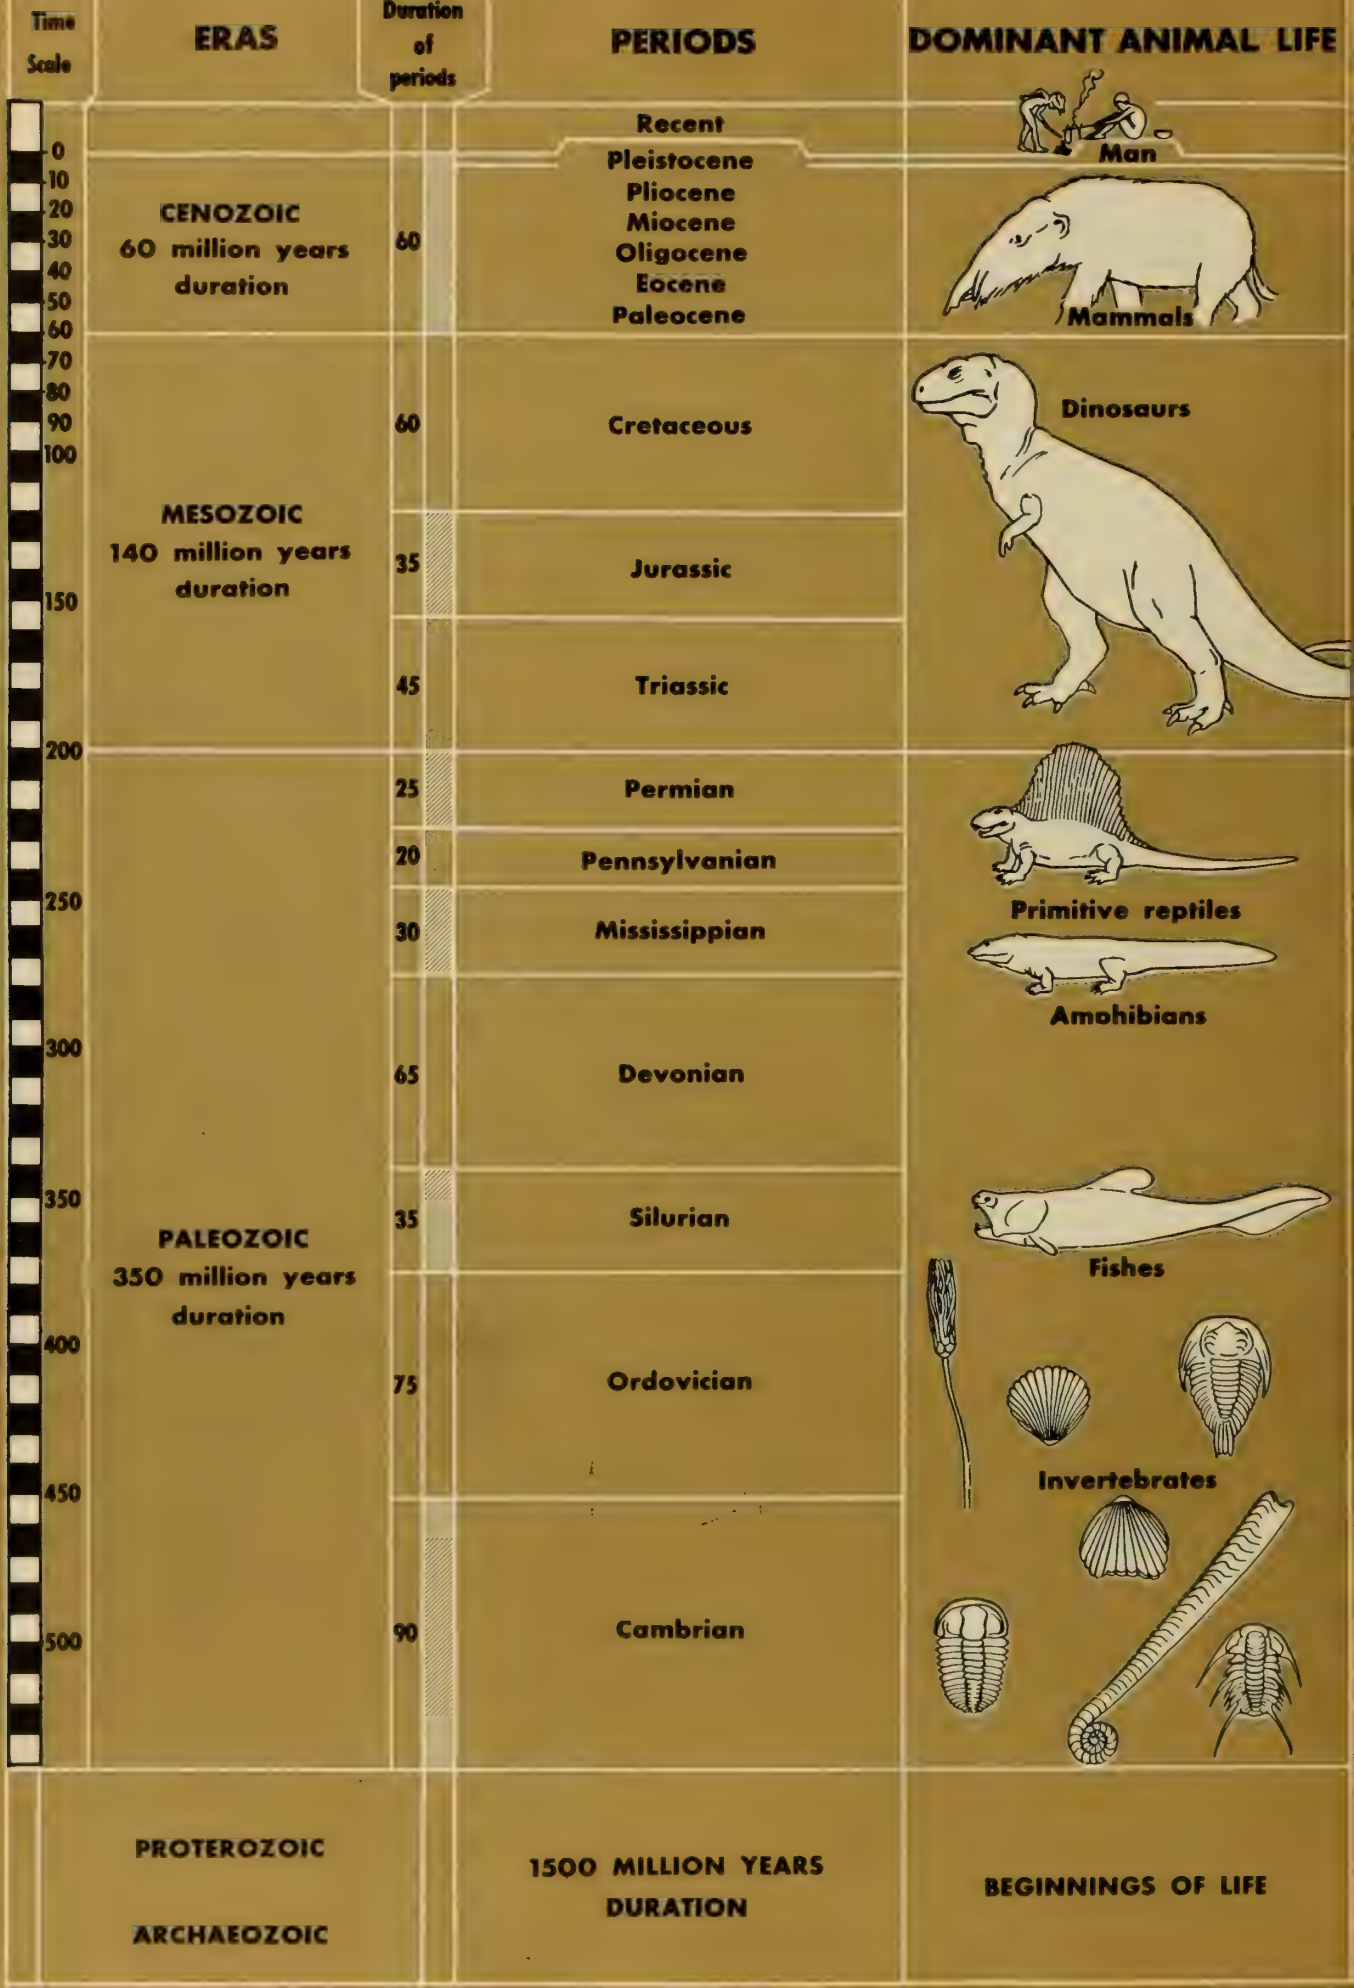 Time
Scale
ERAS
Duration
of
periods
PERIODS
DOMINANT ANIMAL LIFE
Recent
Man
0
10
20
30
40
50
60
CENOZOIC
60 million years
duration
60
Pleistocene
Pliocene
Miocene
Oligocene
Eocene
Paleocene
Mammals
70
80
90
100
150
200
MESOZOIC
140 million years
duration
60
Cretaceous
35
Jurassic
45
Triassic
Dinosaurs
250
300
350
400
450
500
PALEOZOIC
350 million years
duration
25
Permian
20
Pennsylvanian
30
Mississippian
65
Devonian
35
Silurian
75
Ordovician
90
Cambrian
Primitive reptiles
Amohibians
Fishes
Invertebrates
PROTEROZOIC
ARCHAEOZOIC
1500 MILLION YEARS
DURATION
BEGINNINGS OF LIFE